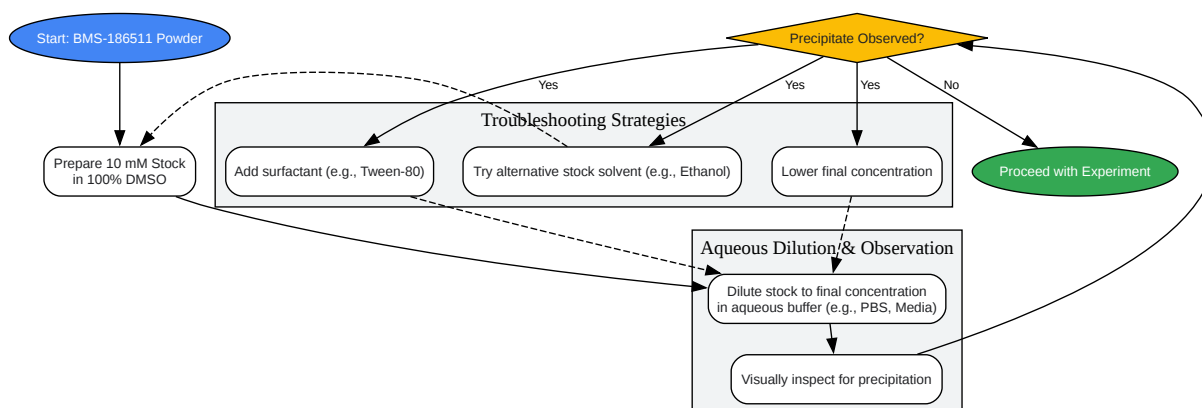 Start: BMS-186511 Powder
Precipitate Observed?
Yes
Yes
Yes
No
Troubleshooting Strategies
Prepare 10 mM Stock
in 100% DMSO
Add surfactant (e.g., Tween-80)
Try alternative stock solvent (e.g., Ethanol)
Lower final concentration
Proceed with Experiment
Aqueous Dilution & Observation
Dilute stock to final concentration
in aqueous buffer (e.g., PBS, Media)
Visually inspect for precipitation